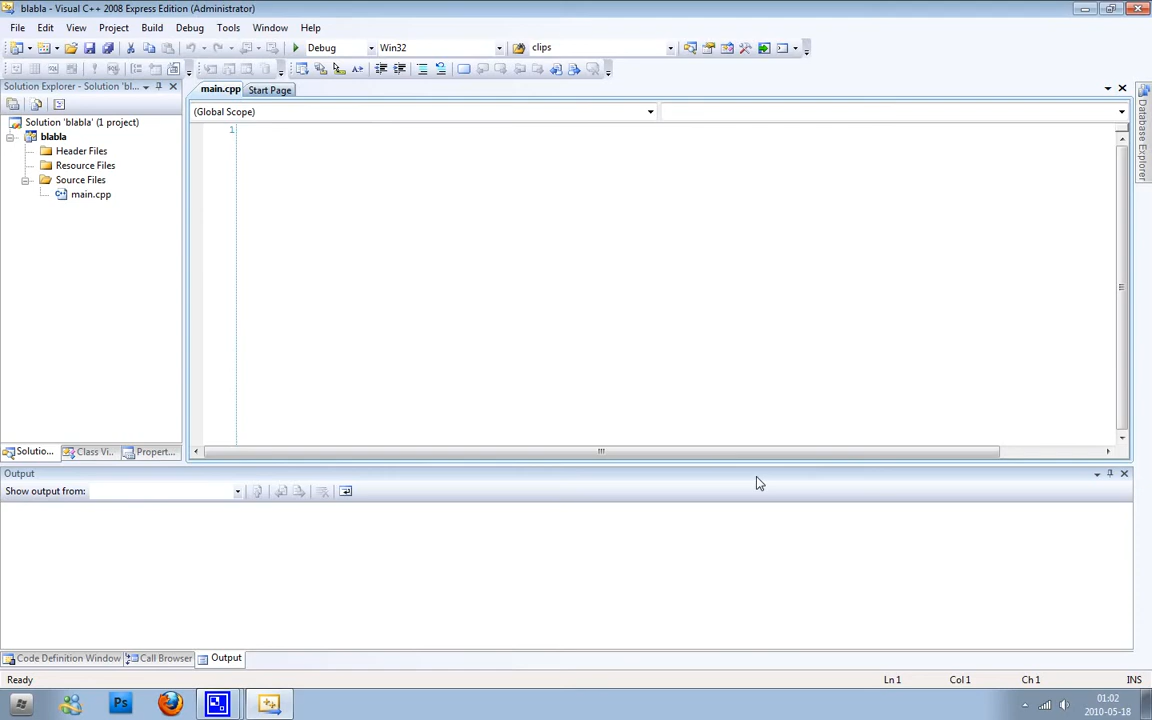 blabla - Visual C++ 2008 Express Edition (Administrator)
File Edit View Project Build Debug Tools Window Help
Debug Win32 clips
Solution Explorer - Solution 'bl...
main.cpp Start Page
(Global Scope)
Solution 'blabla' (1 project)
blabla
Header Files
Resource Files
Source Files
main.cpp
1
Database Explorer
Solutio... Class Vi... Propert...
Output
Show output from:
Code Definition Window Call Browser Output
Ready Ln 1 Col 1 Ch 1 INS
Ps
01:02
2010-05-18